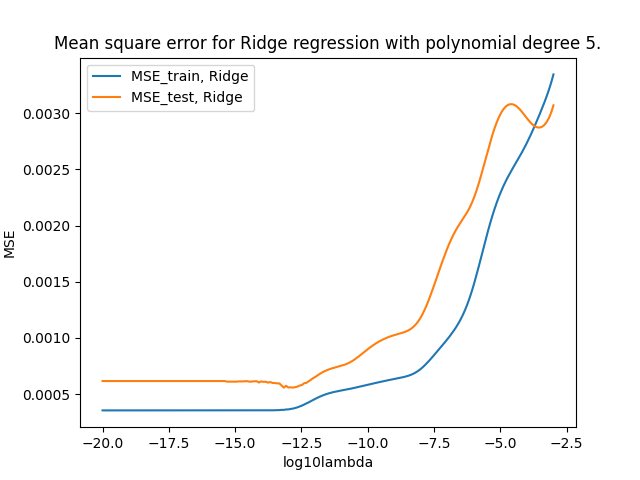 Mean square error for Ridge regression with polynomial degree 5.
MSE_train, Ridge
MSE_test, Ridge
MSE
0.0030
0.0025
0.0020
0.0015
0.0010
0.0005
−20.0 −17.5 −15.0 −12.5 −10.0 −7.5 −5.0 −2.5
log10lambda